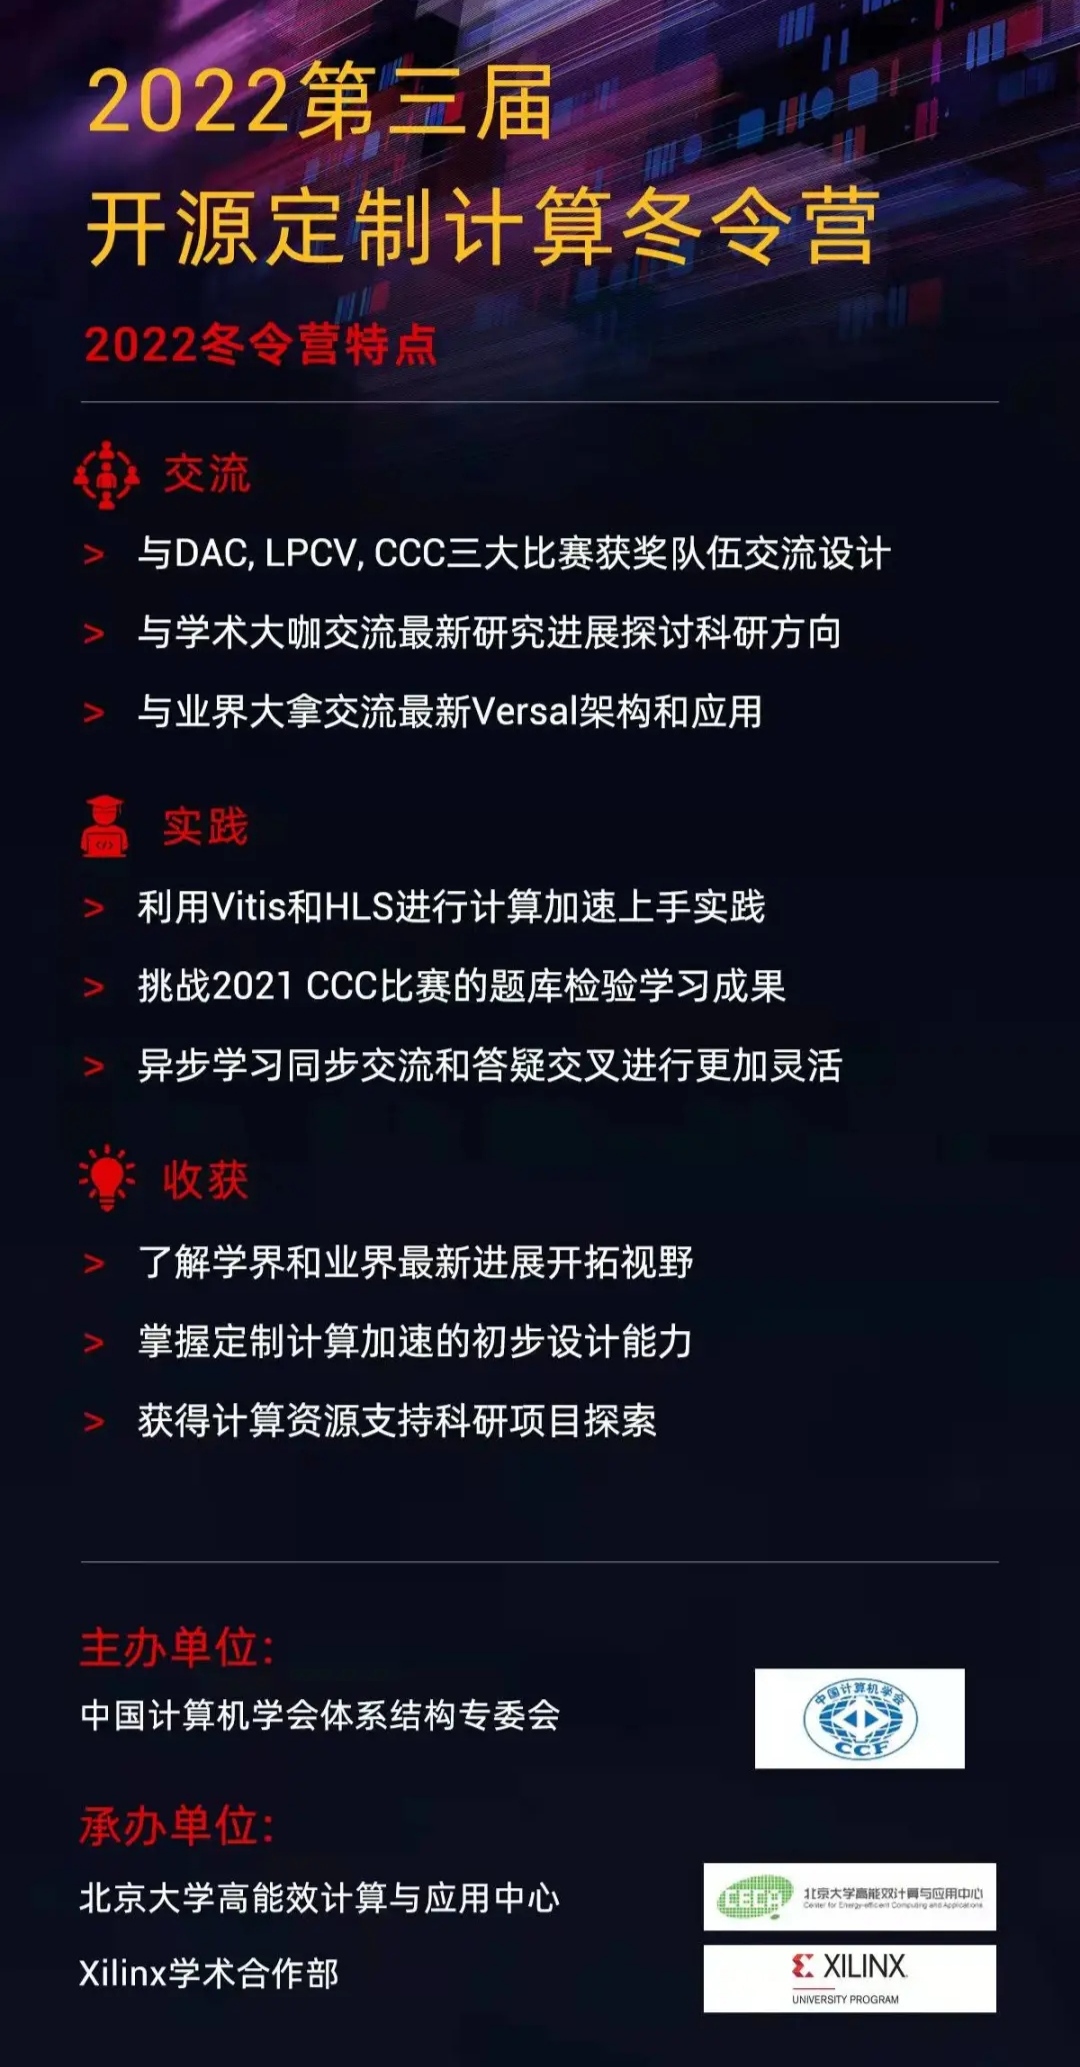 2022第三届
开源定制计算冬令营
2022冬令营特点
交流
> 与DAC, LPCV, CCC三大比赛获奖队伍交流设计
> 与学术大咖交流最新研究进展探讨科研方向
> 与业界大拿交流最新Versal架构和应用
实践
> 利用Vitis和HLS进行计算加速上手实践
> 挑战2021 CCC比赛的题库检验学习成果
> 异步学习同步交流和答疑交叉进行更加灵活
收获
> 了解学界和业界最新进展开拓视野
> 掌握定制计算加速的初步设计能力
> 获得计算资源支持科研项目探索
主办单位:
中国计算机学会体系结构专委会
中国计算机学会
CCF
承办单位:
北京大学高能效计算与应用中心
CECA
北京大学高能效计算与应用中心
Center for Energy-efficient Computing and Applications
Xilinx学术合作部
XILINX
UNIVERSITY PROGRAM